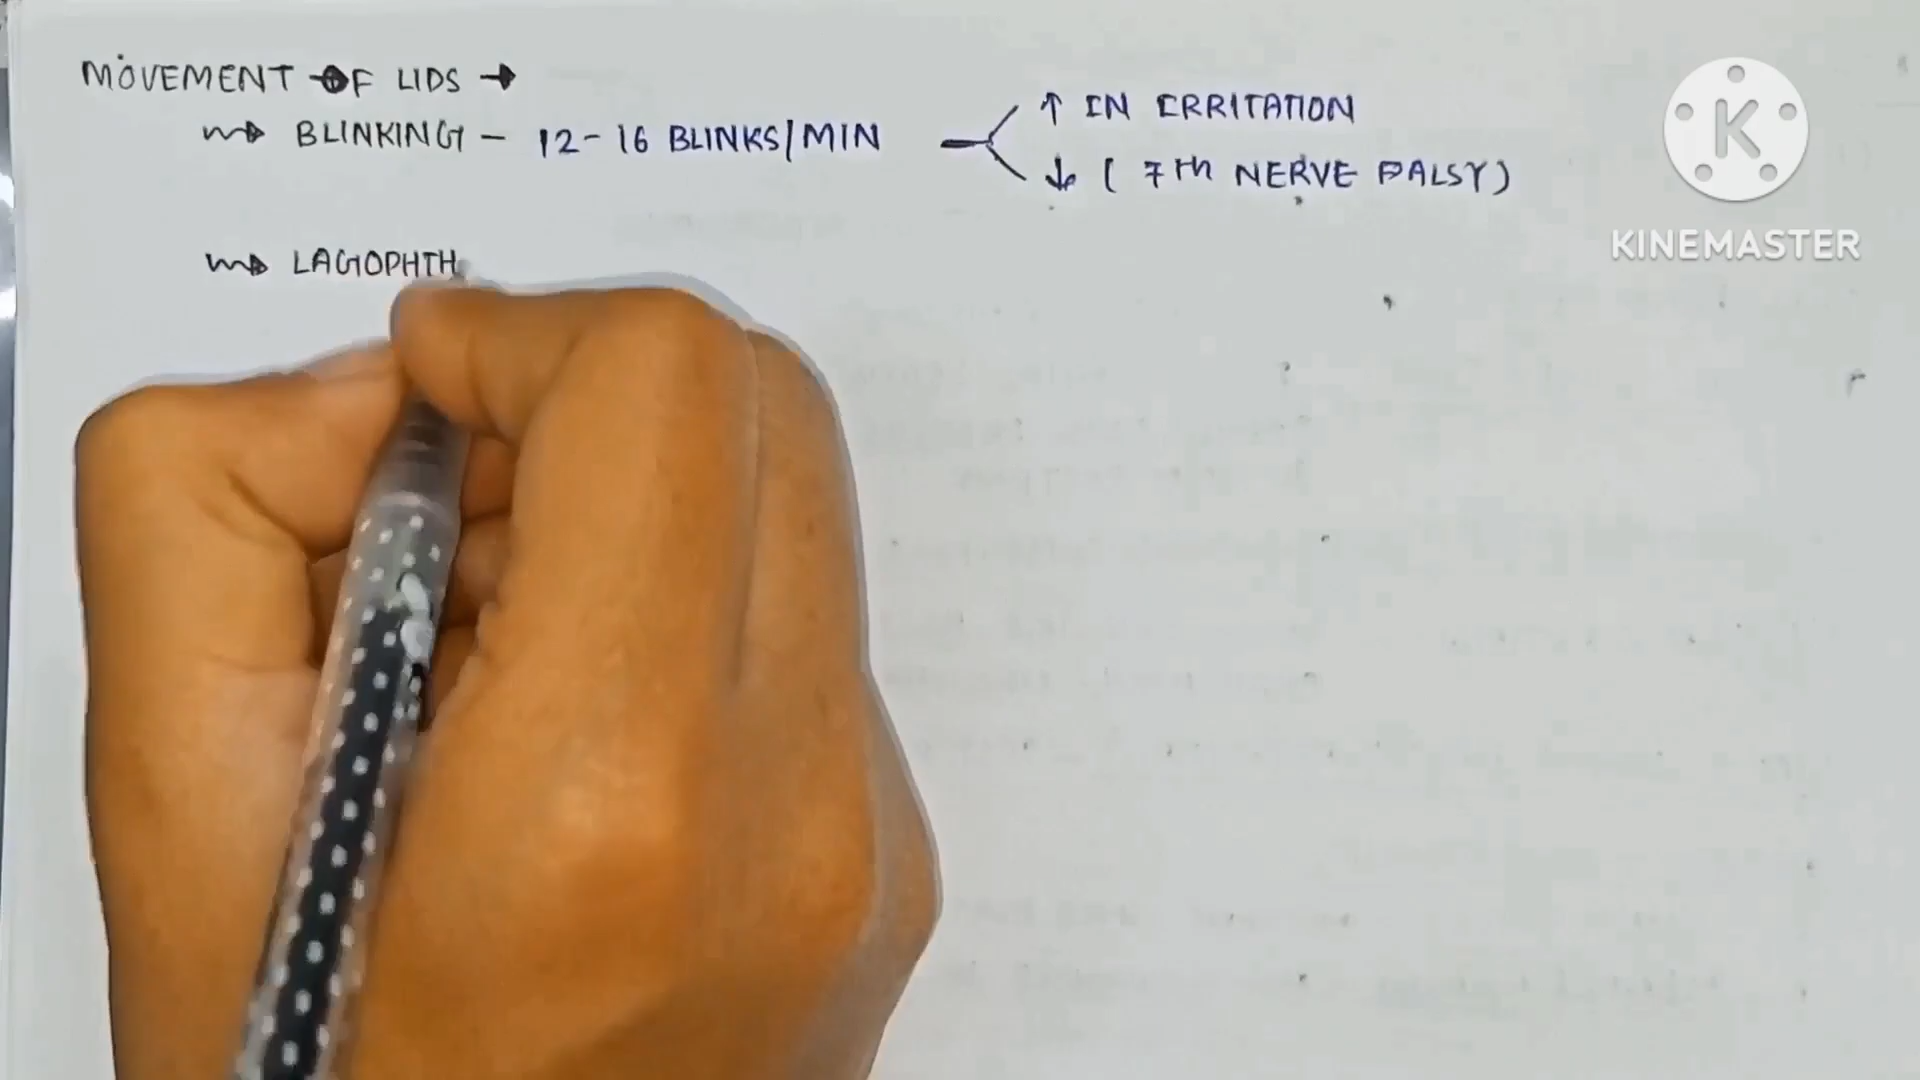 MOVEMENT OF LIDS →
BLINKING – 12-16 BLINKS/MIN
↑ IN IRRITATION
↓ ( 7TH NERVE PALSY)
LAGOPHTH
K
KINEMASTER